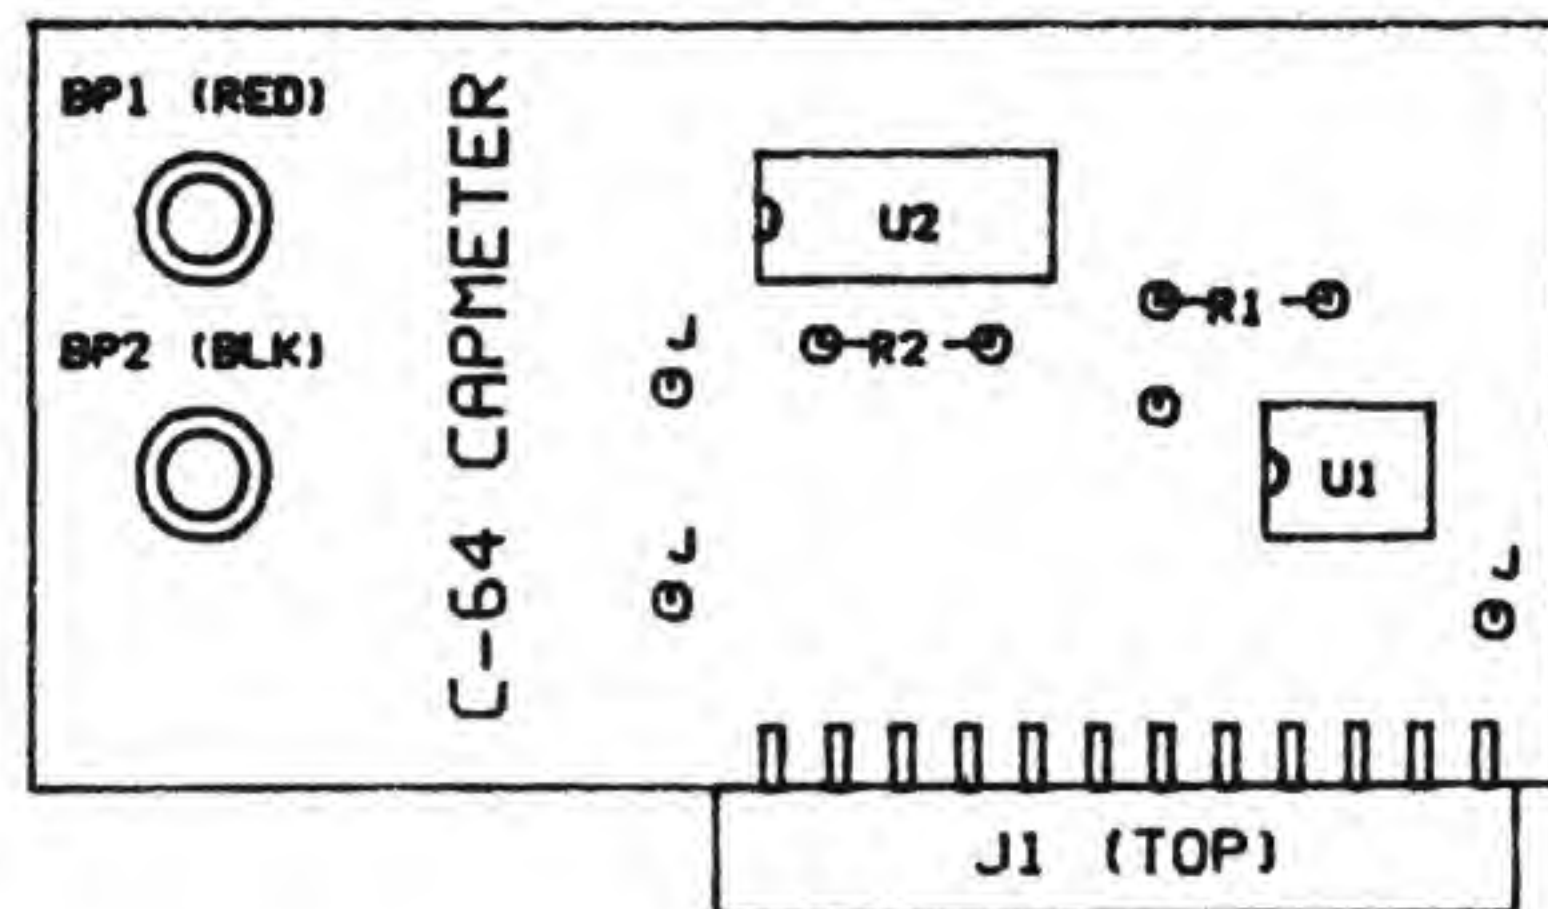 BP1 (RED)
BP2 (BLK)
C-64 CAPMETER
U2
R1
R2
J
U1
J
J
J1 (TOP)